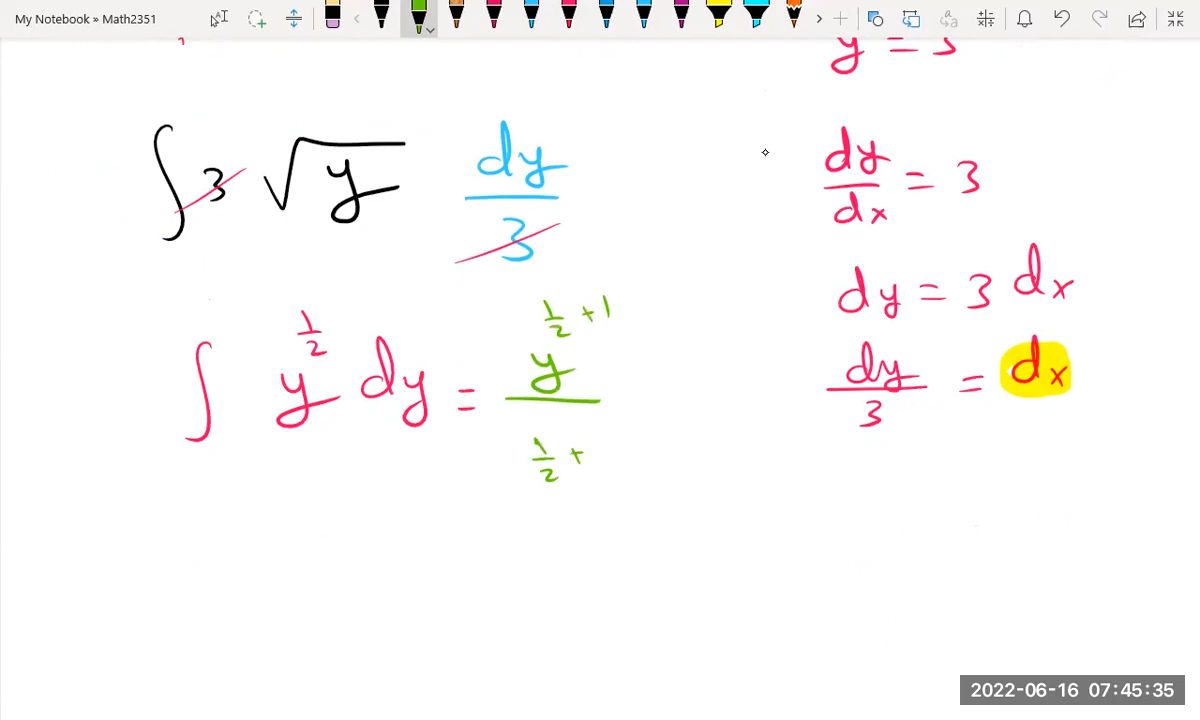 My Notebook » Math2351
∫ 3 √y dy/3
∫ y^(1/2) dy = y^(1/2 + 1) / (1/2 +
dy/dx = 3
dy = 3 dx
dy/3 = dx
2022-06-16 07:45:35